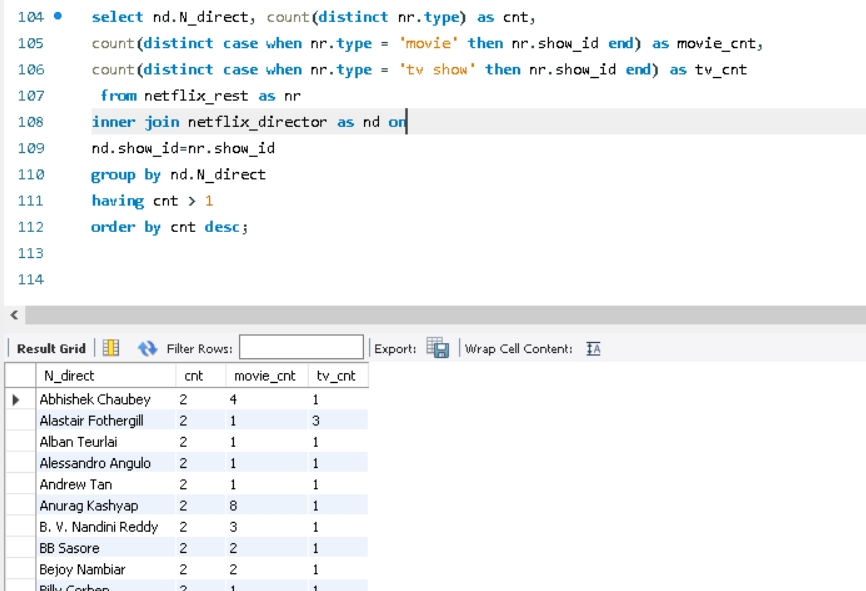 104 select nd.N_direct, count(distinct nr.type) as cnt,
105 count(distinct case when nr.type = 'movie' then nr.show_id end) as movie_cnt,
106 count(distinct case when nr.type = 'tv show' then nr.show_id end) as tv_cnt
107 from netflix_rest as nr
108 inner join netflix_director as nd on
109 nd.show_id=nr.show_id
110 group by nd.N_direct
111 having cnt > 1
112 order by cnt desc;
113
114
Result Grid Filter Rows: Export: Wrap Cell Content:
N_direct cnt movie_cnt tv_cnt
Abhishek Chaubey 2 4 1
Alastair Fothergill 2 1 3
Alban Teurlai 2 1 1
Alessandro Angulo 2 1 1
Andrew Tan 2 1 1
Anurag Kashyap 2 8 1
B. V. Nandini Reddy 2 3 1
BB Sasore 2 2 1
Bejoy Nambiar 2 2 1
Billy Corben 2 1 1